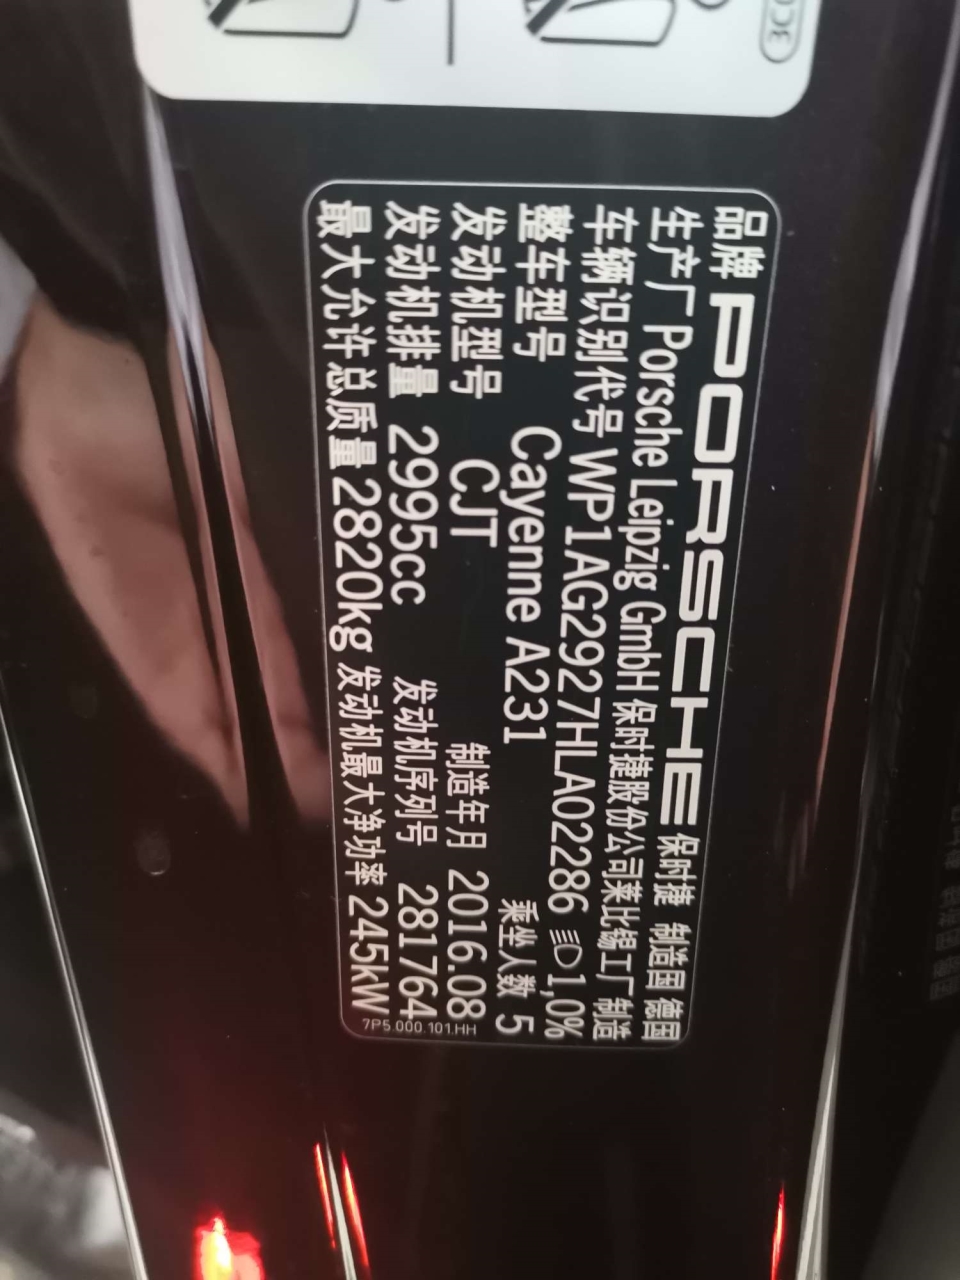 品牌 PORSCHE 保时捷 制造国 德国
生产厂 Porsche Leipzig GmbH 保时捷股份公司莱比锡工厂 制造
车辆识别代号 WP1AG2927HLA02286 1,0%
整车型号 Cayenne A231 乘坐人数 5
发动机型号 CJT 制造年月 2016.08
发动机排量 2995cc 发动机序列号 281764
最大允许总质量 2820kg 发动机最大净功率 245kW
7P5.000.101.HH